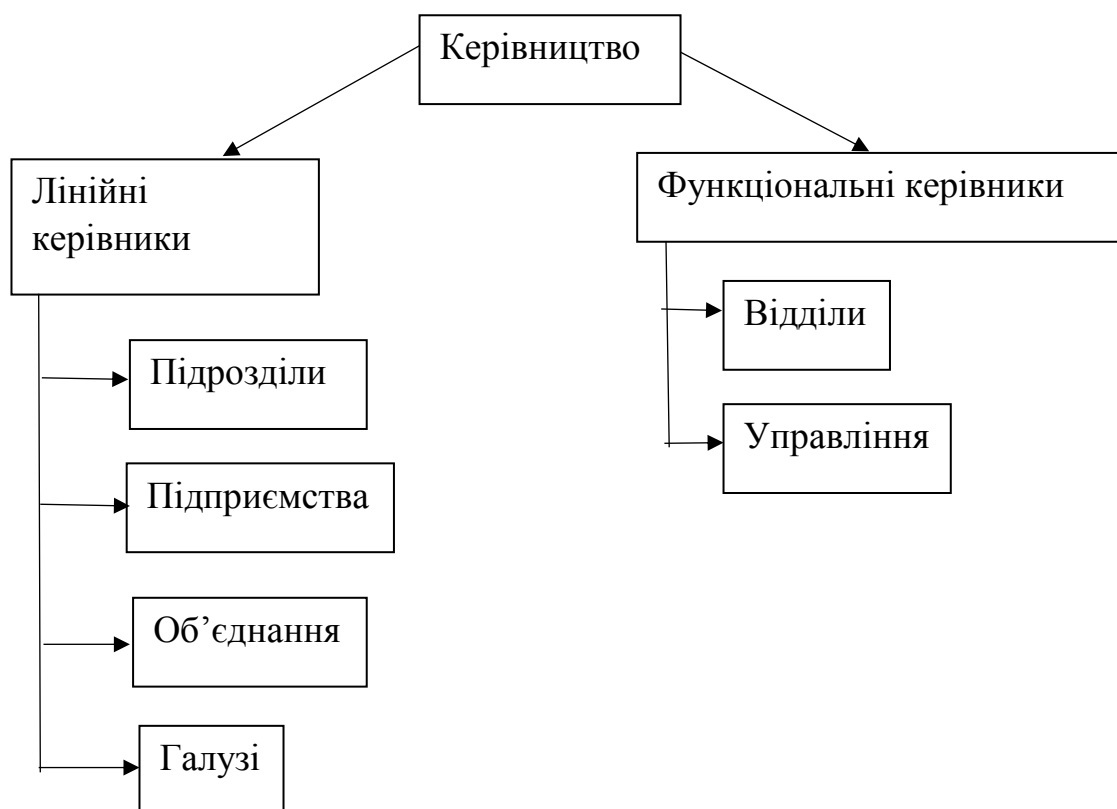 Керівництво
Лінійні
керівники
Функціональні керівники
Підрозділи
Підприємства
Об’єднання
Галузі
Відділи
Управління